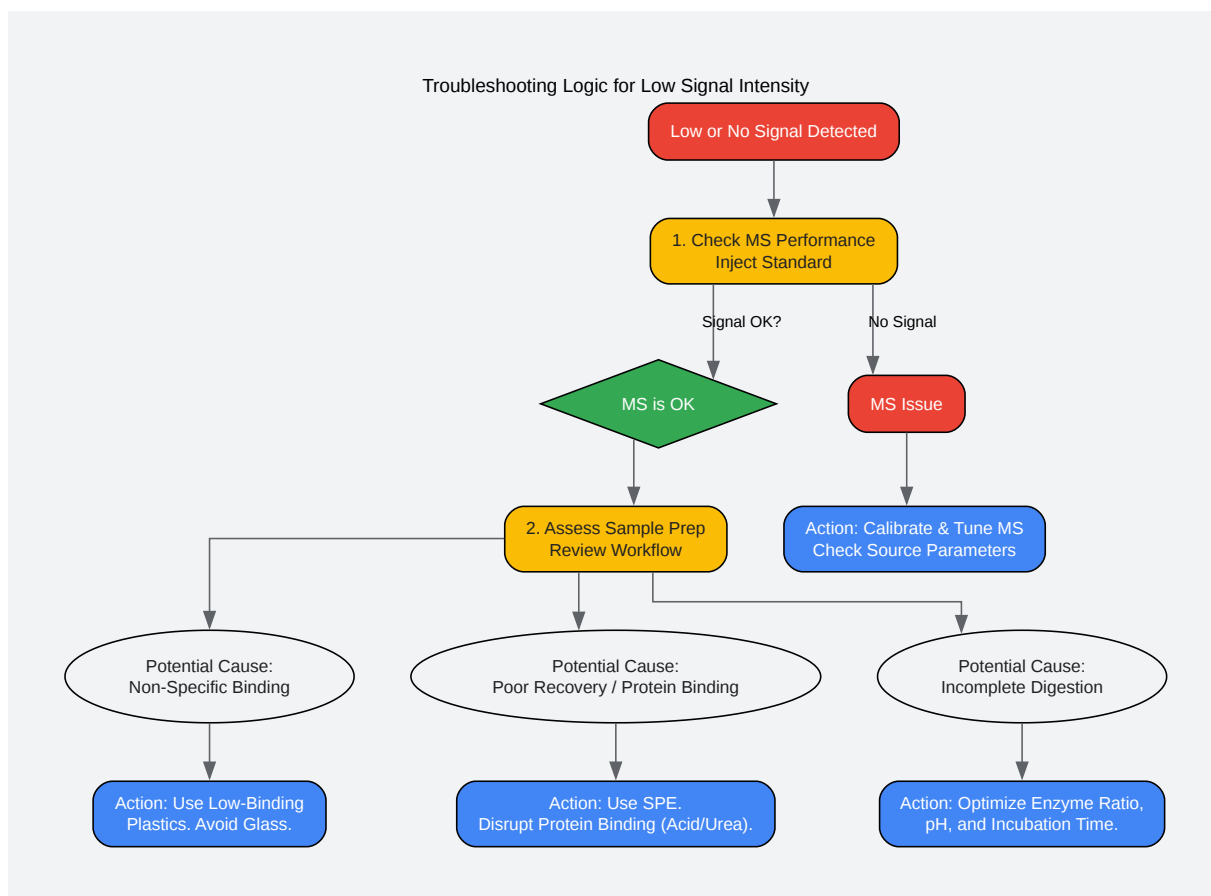 Troubleshooting Logic for Low Signal Intensity
Low or No Signal Detected
1. Check MS Performance
Inject Standard
Signal OK?
No Signal
MS is OK
MS Issue
2. Assess Sample Prep
Review Workflow
Action: Calibrate & Tune MS
Check Source Parameters
Potential Cause:
Non-Specific Binding
Potential Cause:
Poor Recovery / Protein Binding
Potential Cause:
Incomplete Digestion
Action: Use Low-Binding
Plastics. Avoid Glass.
Action: Use SPE.
Disrupt Protein Binding (Acid/Urea).
Action: Optimize Enzyme Ratio,
pH, and Incubation Time.